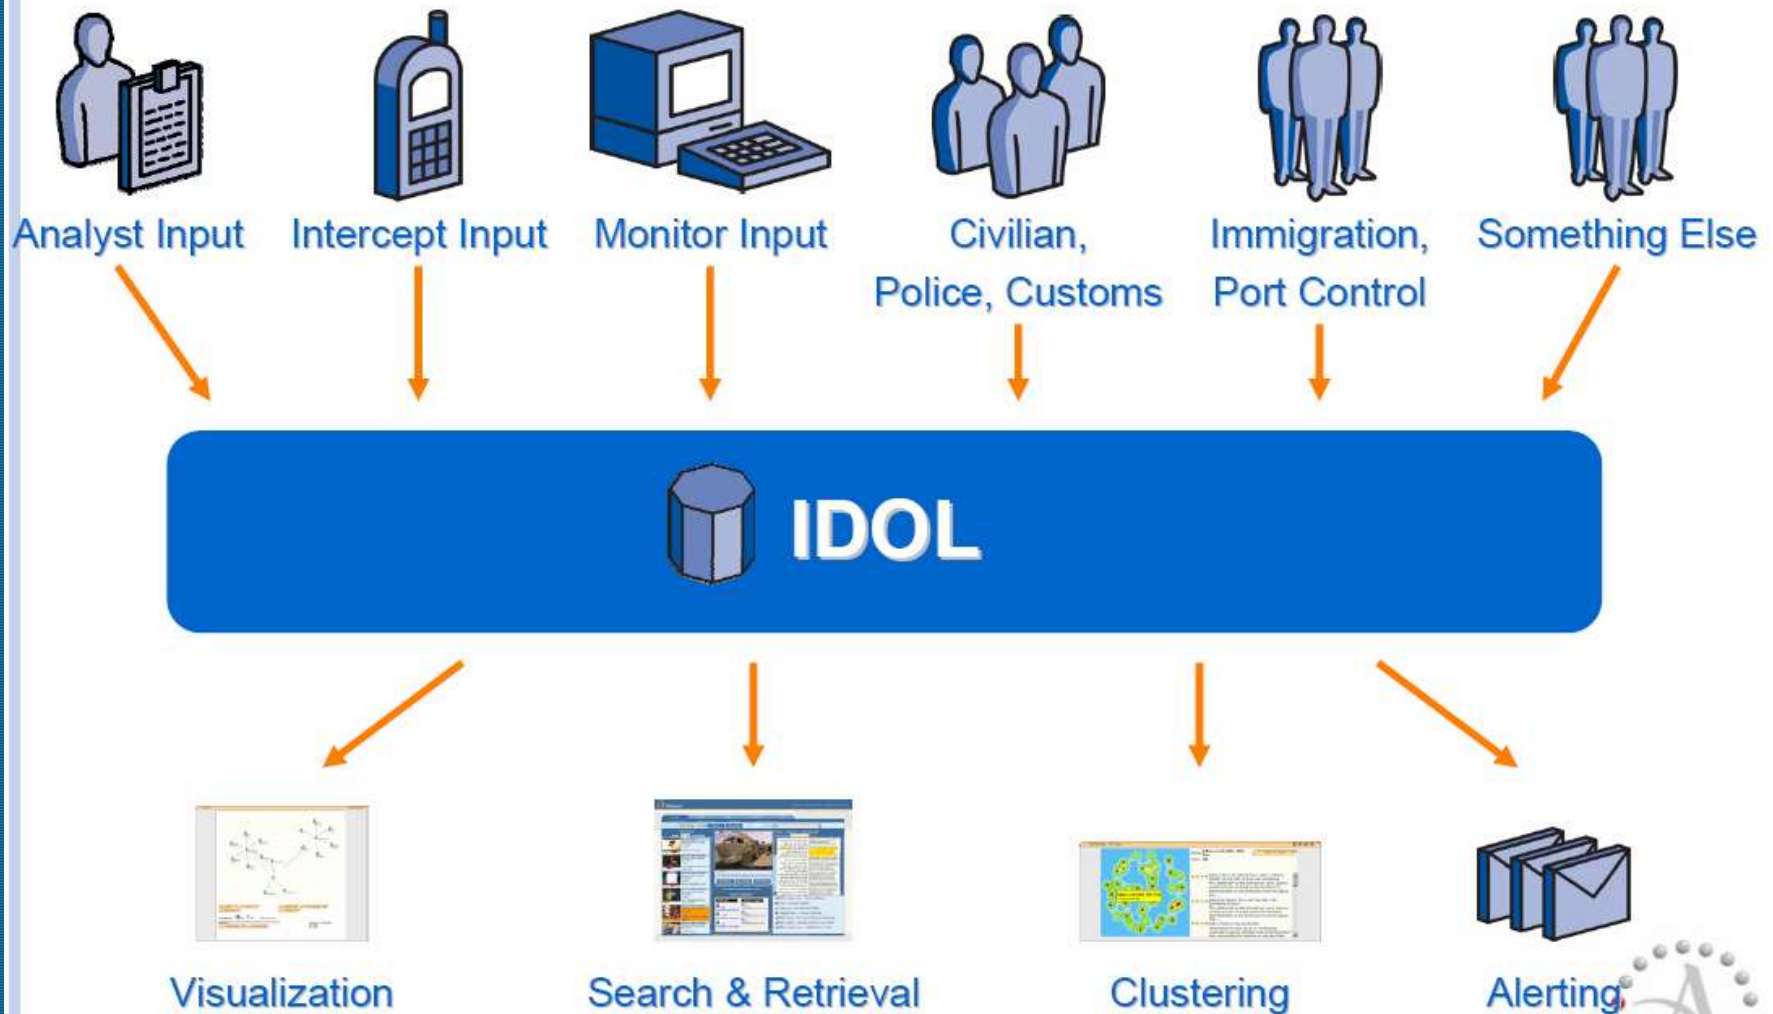 Analyst Input
Intercept Input
Monitor Input
Civilian,
Police, Customs
Immigration,
Port Control
Something Else
IDOL
Visualization
Search & Retrieval
Clustering
Alerting